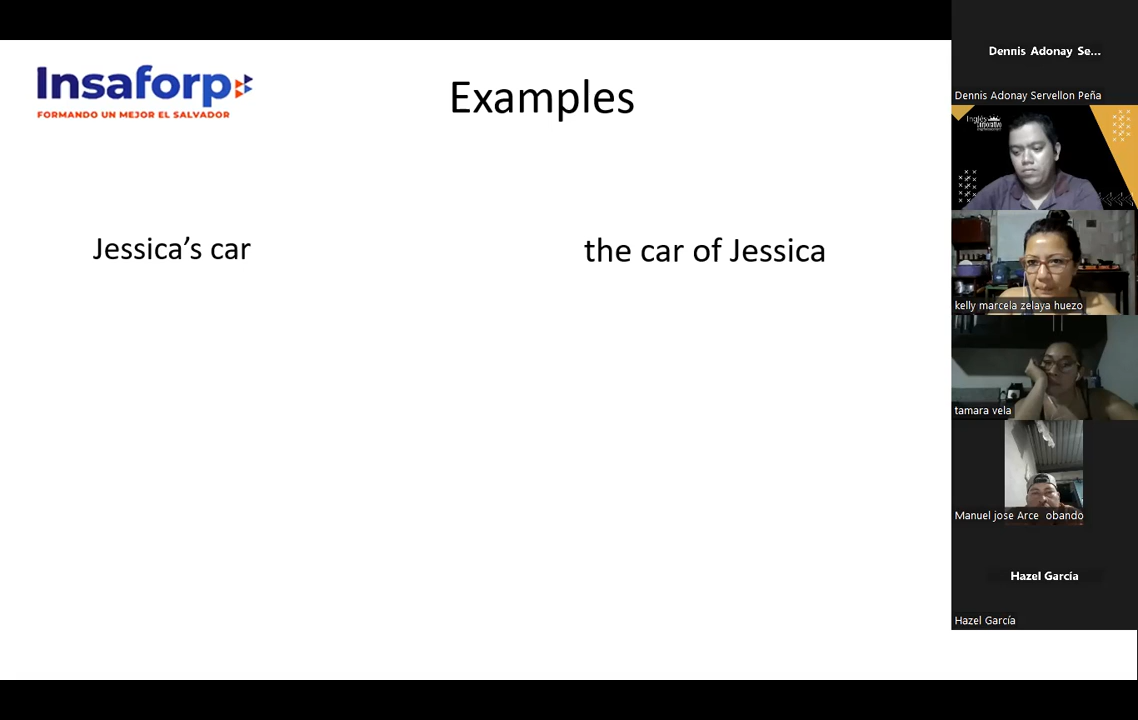 Insaforp
FORMANDO UN MEJOR EL SALVADOR
Examples
Jessica’s car
the car of Jessica
Dennis Adonay Se...
Dennis Adonay Servellon Peña
Inglés
kelly marcela zelaya huezo
tamara vela
Manuel jose Arce obando
Hazel García
Hazel García